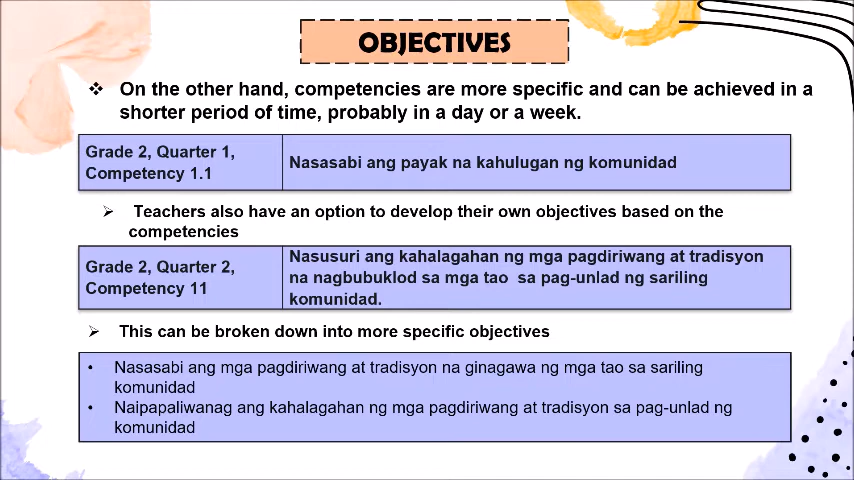 OBJECTIVES
❖ On the other hand, competencies are more specific and can be achieved in a
shorter period of time, probably in a day or a week.
Grade 2, Quarter 1,
Competency 1.1
Nasasabi ang payak na kahulugan ng komunidad
➢ Teachers also have an option to develop their own objectives based on the
competencies
Grade 2, Quarter 2,
Competency 11
Nasusuri ang kahalagahan ng mga pagdiriwang at tradisyon
na nagbubuklod sa mga tao sa pag-unlad ng sariling
komunidad.
➢ This can be broken down into more specific objectives
• Nasasabi ang mga pagdiriwang at tradisyon na ginagawa ng mga tao sa sariling
komunidad
• Naipapaliwanag ang kahalagahan ng mga pagdiriwang at tradisyon sa pag-unlad ng
komunidad